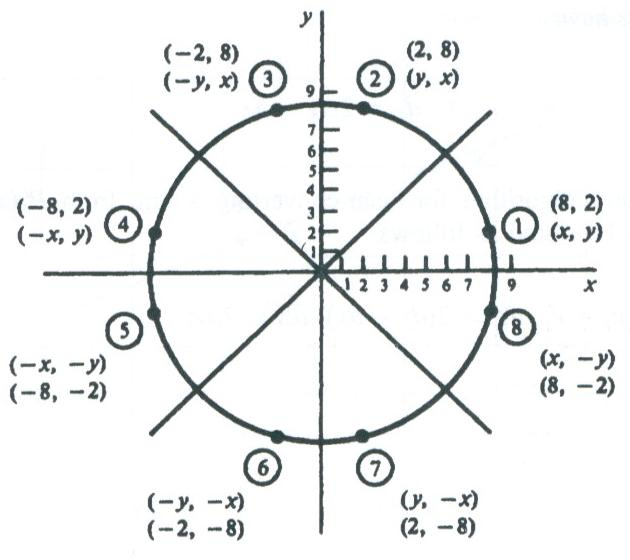 y
(−2, 8)
(−y, x)
3
2
(2, 8)
(y, x)
9
7
6
5
4
3
2
1
(−8, 2)
(−x, y)
4
1
(8, 2)
(x, y)
1 2 3 4 5 6 7 9
x
5
8
(−x, −y)
(−8, −2)
(x, −y)
(8, −2)
6
7
(−y, −x)
(−2, −8)
(y, −x)
(2, −8)